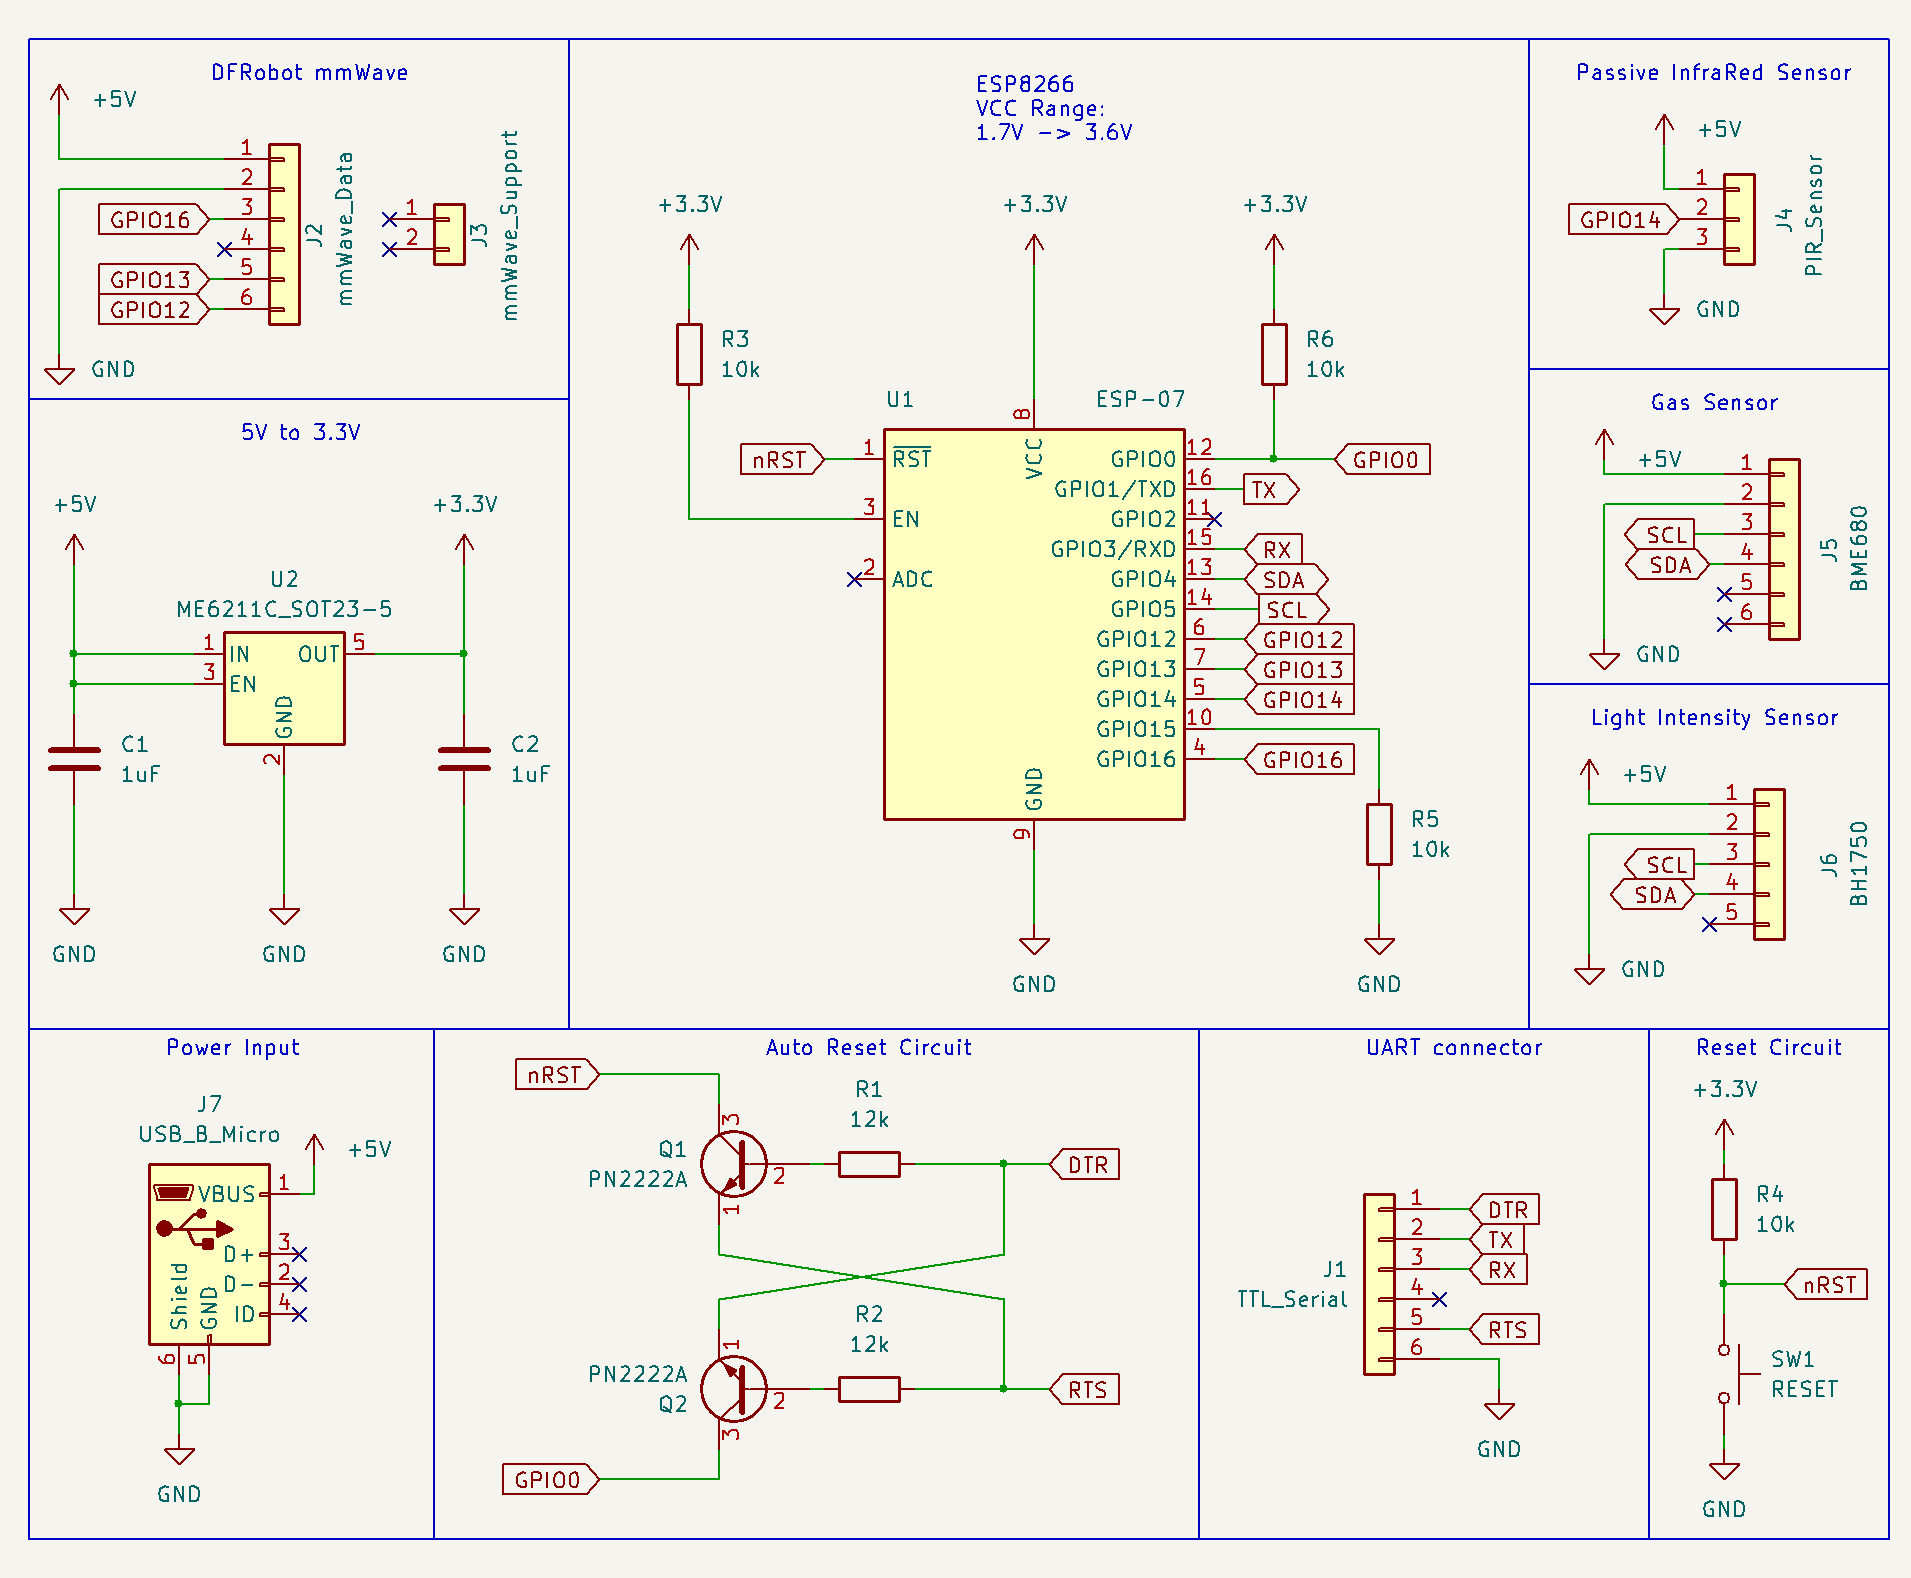 DFRobot mmWave
+5V
1
2
GPIO16
3
4
GPIO13
5
GPIO12
6
J2
mmWave_Data
GND
1
2
J3
mmWave_Support
5V to 3.3V
+5V
+3.3V
U2
ME6211C_SOT23-5
1
IN
OUT
5
3
EN
GND
2
C1
1uF
C2
1uF
GND
GND
GND
ESP8266
VCC Range:
1.7V -> 3.6V
+3.3V
+3.3V
+3.3V
R3
10k
R6
10k
U1
ESP-07
8
VCC
nRST
1
RST
3
EN
2
ADC
GPIO0
12
GPIO0
GPIO1/TXD
16
TX
GPIO2
11
GPIO3/RXD
15
RX
GPIO4
13
SDA
GPIO5
14
SCL
GPIO12
6
GPIO12
GPIO13
7
GPIO13
GPIO14
5
GPIO14
GPIO15
10
GPIO16
4
GPIO16
GND
9
R5
10k
GND
GND
Passive InfraRed Sensor
+5V
1
GPIO14
2
3
J4
PIR_Sensor
GND
Gas Sensor
+5V
1
2
SCL
3
SDA
4
5
6
J5
BME680
GND
Light Intensity Sensor
+5V
1
2
SCL
3
SDA
4
5
J6
BH1750
GND
Power Input
J7
USB_B_Micro
+5V
VBUS
1
D+
3
D-
2
ID
4
Shield
GND
6
5
GND
Auto Reset Circuit
nRST
R1
12k
3
Q1
PN2222A
2
DTR
1
R2
12k
1
PN2222A
Q2
2
RTS
3
GPIO0
UART connector
1
DTR
2
TX
3
RX
4
5
RTS
6
J1
TTL_Serial
GND
Reset Circuit
+3.3V
R4
10k
nRST
SW1
RESET
GND